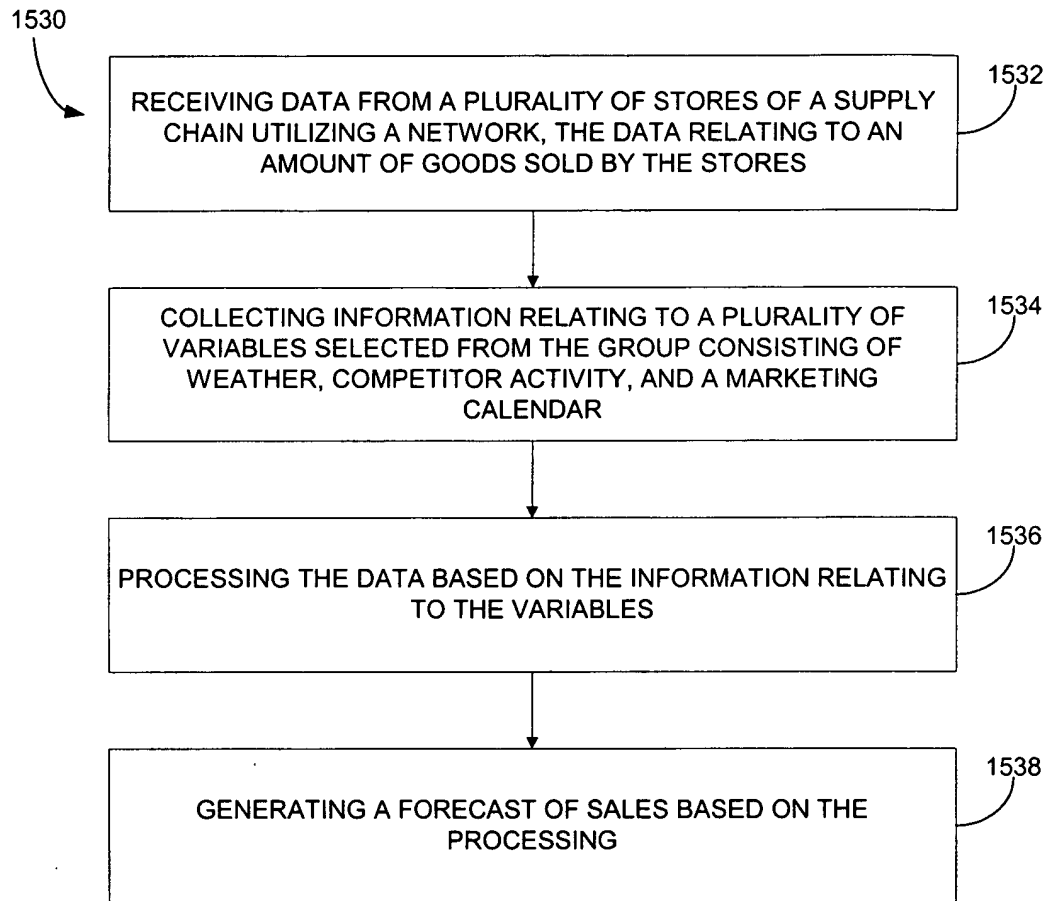 1530
1532
RECEIVING DATA FROM A PLURALITY OF STORES OF A SUPPLY
CHAIN UTILIZING A NETWORK, THE DATA RELATING TO AN
AMOUNT OF GOODS SOLD BY THE STORES
1534
COLLECTING INFORMATION RELATING TO A PLURALITY OF
VARIABLES SELECTED FROM THE GROUP CONSISTING OF
WEATHER, COMPETITOR ACTIVITY, AND A MARKETING
CALENDAR
1536
PROCESSING THE DATA BASED ON THE INFORMATION RELATING
TO THE VARIABLES
1538
GENERATING A FORECAST OF SALES BASED ON THE
PROCESSING